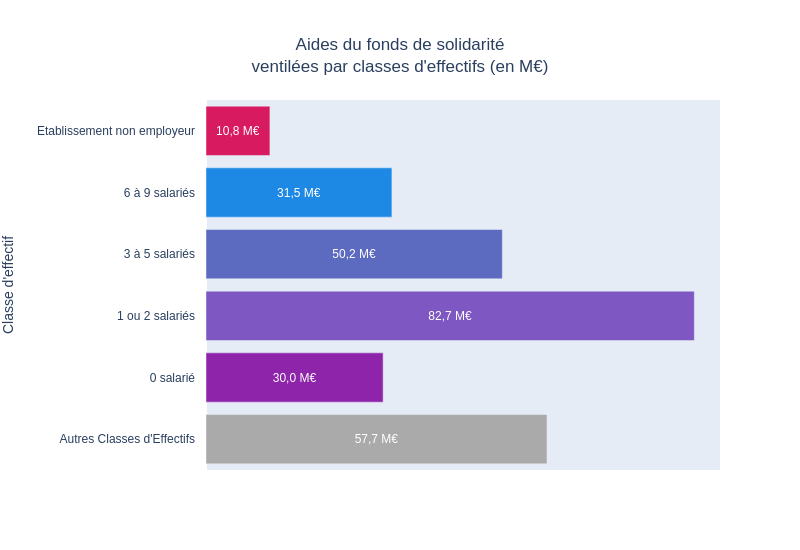 Aides du fonds de solidarité
ventilées par classes d'effectifs (en M€)
Classe d'effectif
Etablissement non employeur
10,8 M€
6 à 9 salariés
31,5 M€
3 à 5 salariés
50,2 M€
1 ou 2 salariés
82,7 M€
0 salarié
30,0 M€
Autres Classes d'Effectifs
57,7 M€